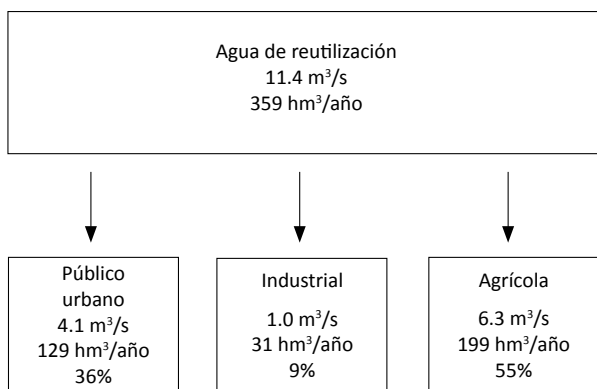 Agua de reutilización
11.4 m³/s
359 hm³/año
Público
urbano
4.1 m³/s
129 hm³/año
36%
Industrial
1.0 m³/s
31 hm³/año
9%
Agrícola
6.3 m³/s
199 hm³/año
55%